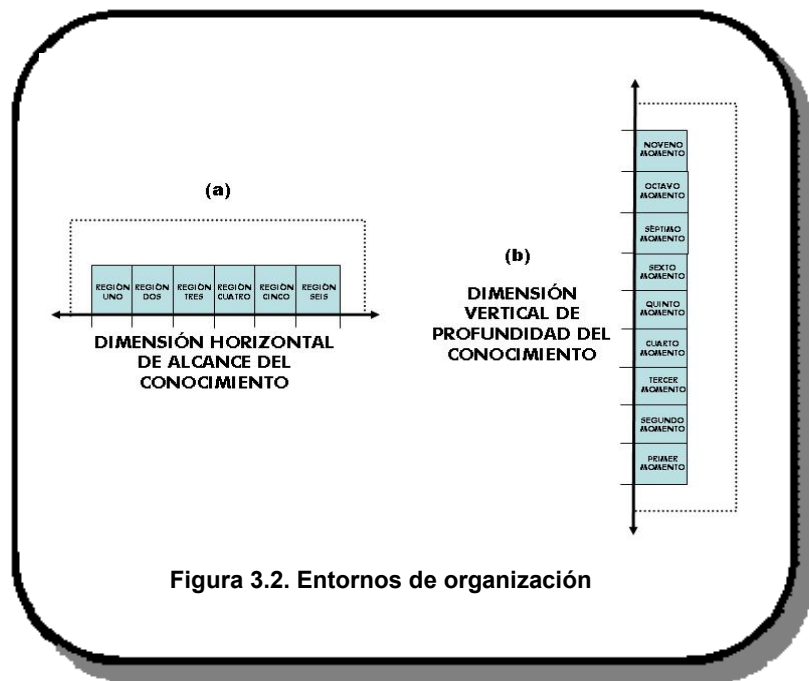 (a)
REGIÓN
UNO
REGIÓN
DOS
REGIÓN
TRES
REGIÓN
CUATRO
REGIÓN
CINCO
REGIÓN
SEIS
DIMENSIÓN HORIZONTAL
DE ALCANCE DEL
CONOCIMIENTO
(b)
DIMENSIÓN
VERTICAL DE
PROFUNDIDAD DEL
CONOCIMIENTO
NOVENO
MOMENTO
OCTAVO
MOMENTO
SÉPTIMO
MOMENTO
SEXTO
MOMENTO
QUINTO
MOMENTO
CUARTO
MOMENTO
TERCER
MOMENTO
SEGUNDO
MOMENTO
PRIMER
MOMENTO
Figura 3.2. Entornos de organización